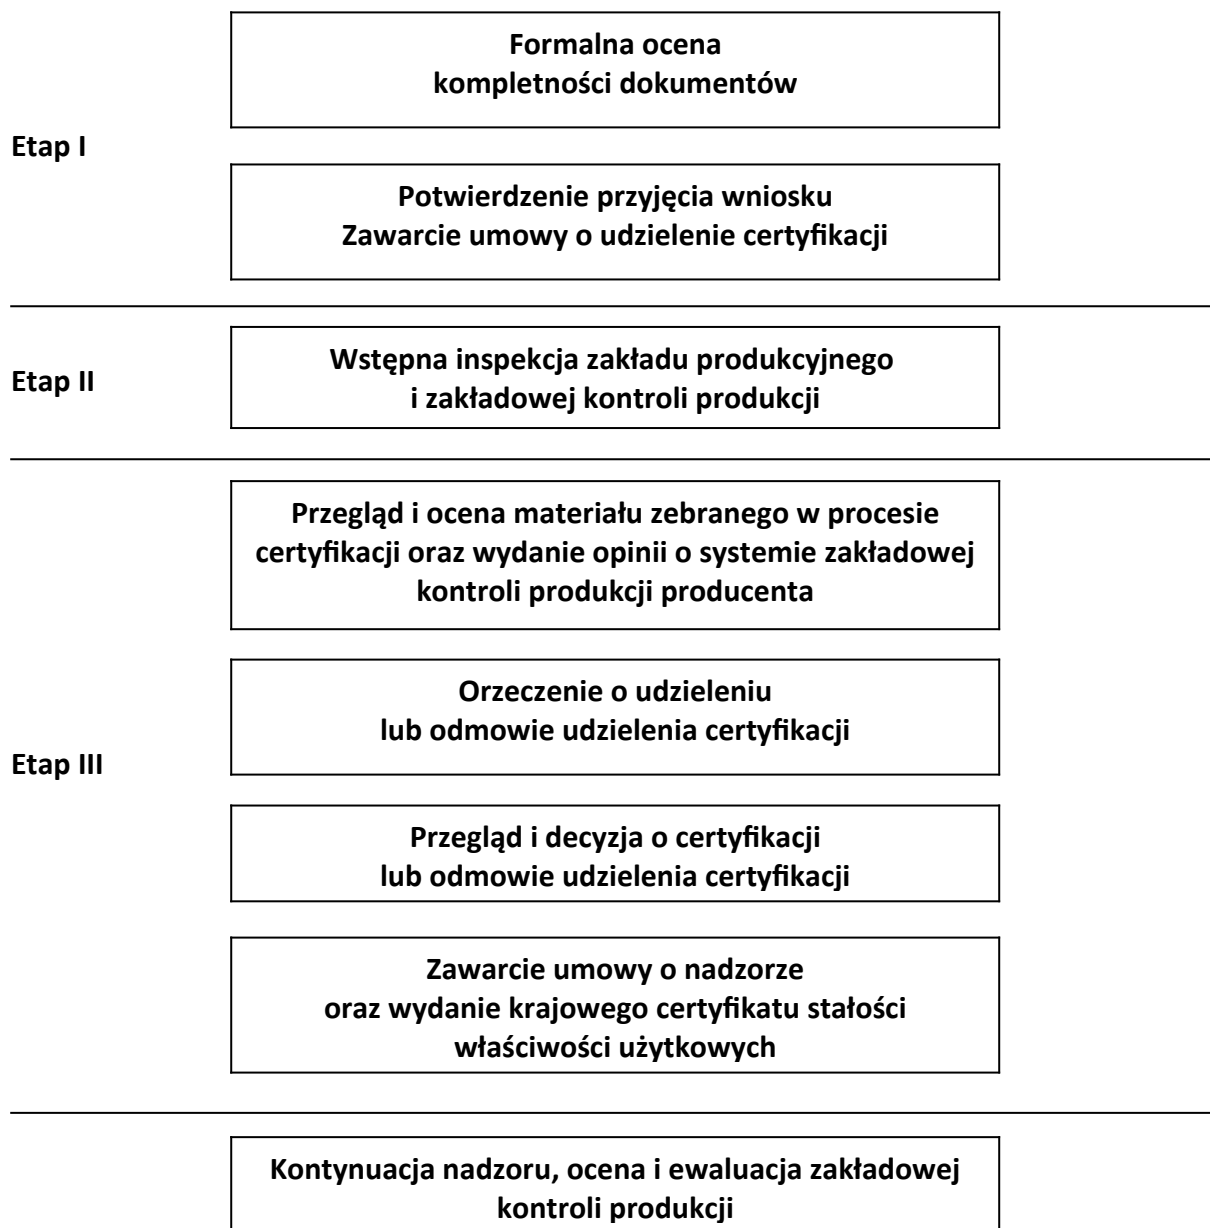 Formalna ocena
kompletności dokumentów
Etap I
Potwierdzenie przyjęcia wniosku
Zawarcie umowy o udzielenie certyfikacji
Etap II
Wstępna inspekcja zakładu produkcyjnego
i zakładowej kontroli produkcji
Przegląd i ocena materiału zebranego w procesie
certyfikacji oraz wydanie opinii o systemie zakładowej
kontroli produkcji producenta
Orzeczenie o udzieleniu
lub odmowie udzielenia certyfikacji
Etap III
Przegląd i decyzja o certyfikacji
lub odmowie udzielenia certyfikacji
Zawarcie umowy o nadzorze
oraz wydanie krajowego certyfikatu stałości
właściwości użytkowych
Kontynuacja nadzoru, ocena i ewaluacja zakładowej
kontroli produkcji